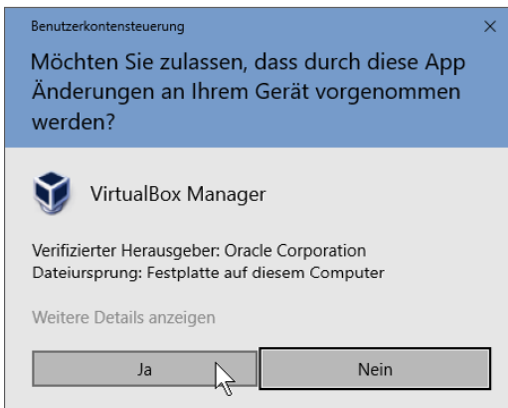 Benutzerkontensteuerung
Möchten Sie zulassen, dass durch diese App
Änderungen an Ihrem Gerät vorgenommen
werden?
VirtualBox Manager
Verifizierter Herausgeber: Oracle Corporation
Dateiursprung: Festplatte auf diesem Computer
Weitere Details anzeigen
Ja
Nein